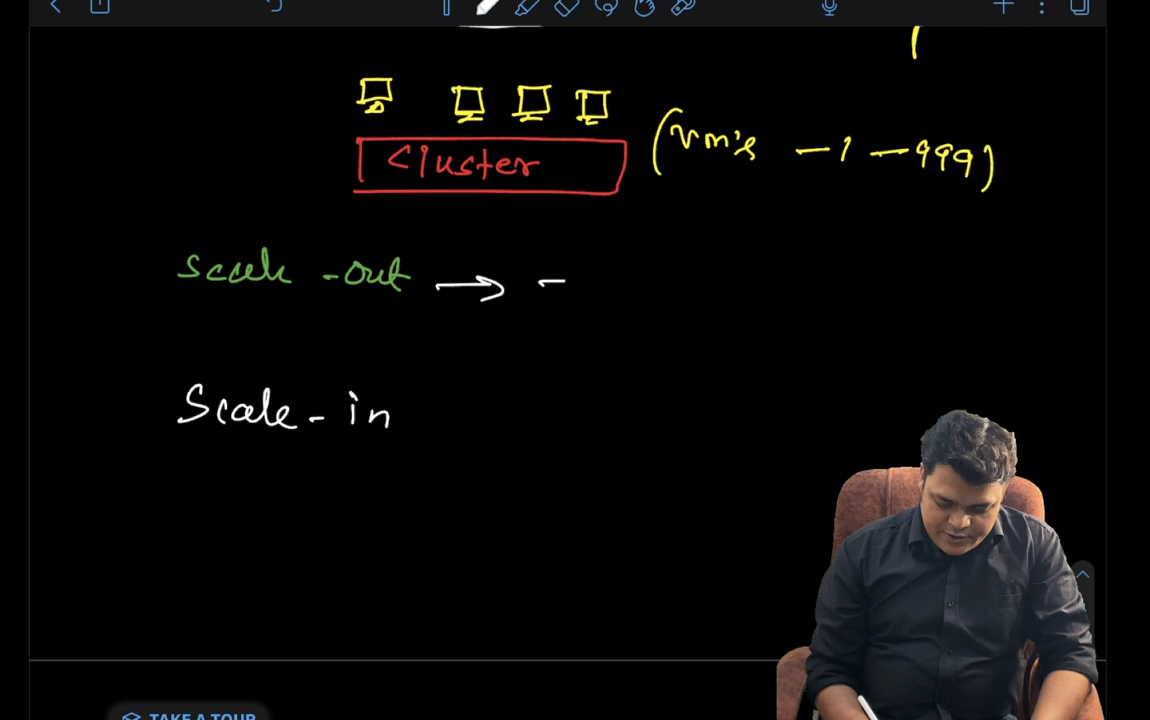 Cluster
(Vm's - 1 - 999)
Scale - out → -
Scale - in
TAKE A TOUR